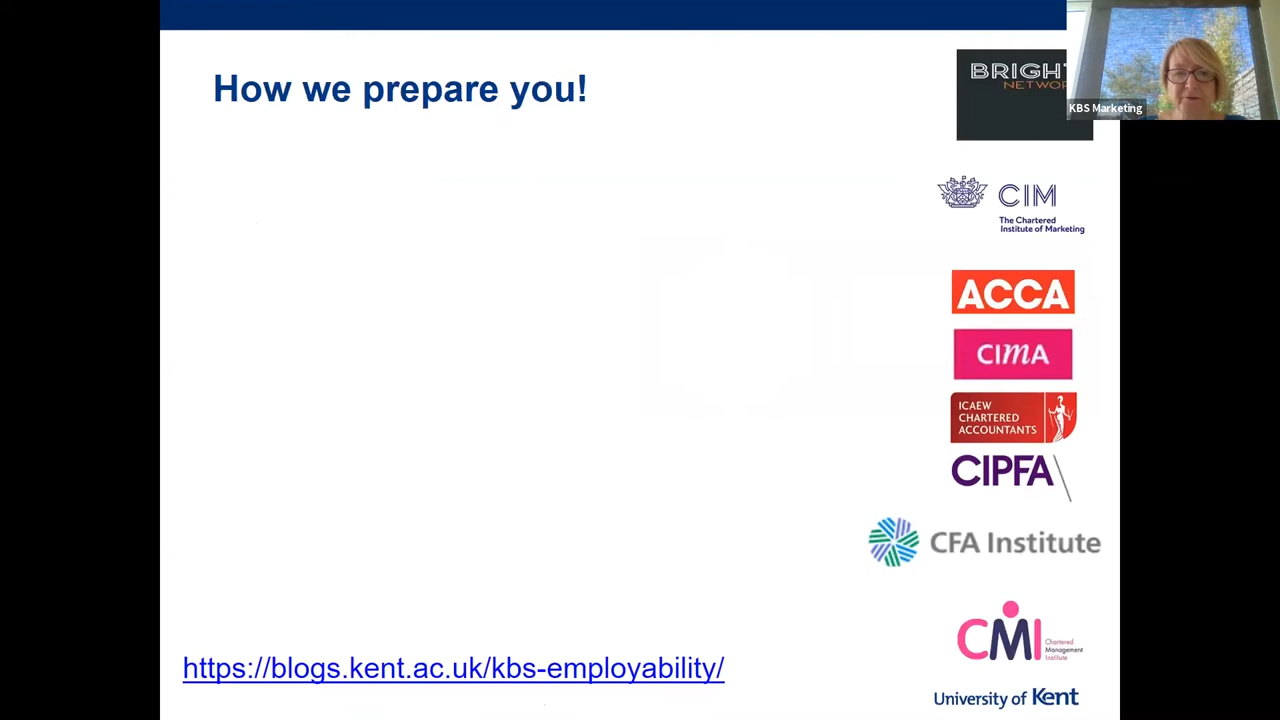 How we prepare you!
BRIGHT
NETWOR
KBS Marketing
CIM
The Chartered
Institute of Marketing
ACCA
CIMA
ICAEW
CHARTERED
ACCOUNTANTS
CIPFA
CFA Institute
CMI
Chartered
Management
Institute
https://blogs.kent.ac.uk/kbs-employability/
University of Kent